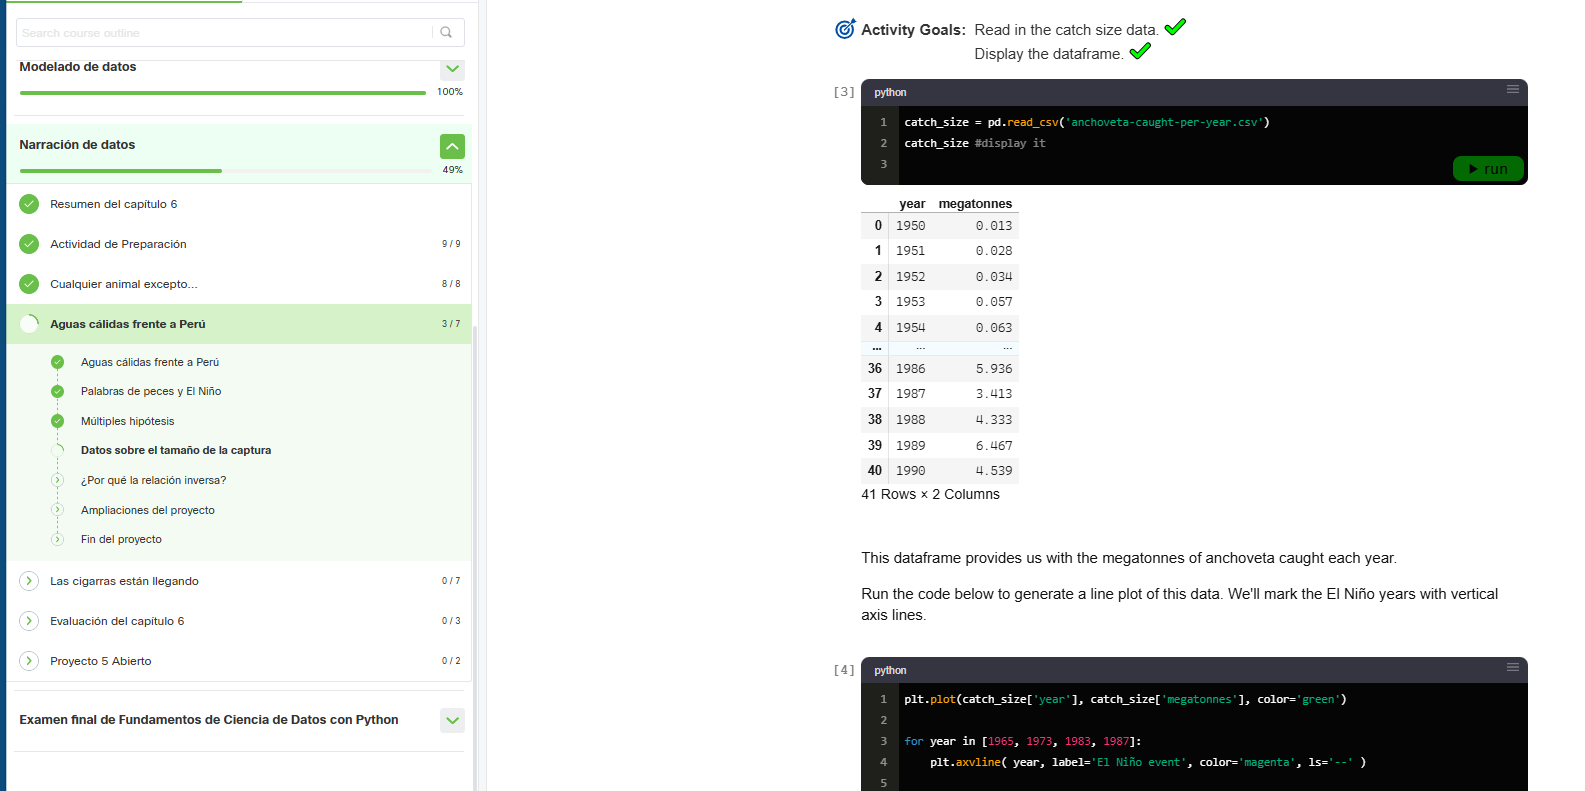 Search course outline
Modelado de datos
100%
Narración de datos
49%
Resumen del capítulo 6
Actividad de Preparación 9 / 9
Cualquier animal excepto... 8 / 8
Aguas cálidas frente a Perú 3 / 7
Aguas cálidas frente a Perú
Palabras de peces y El Niño
Múltiples hipótesis
Datos sobre el tamaño de la captura
¿Por qué la relación inversa?
Ampliaciones del proyecto
Fin del proyecto
Las cigarras están llegando 0 / 7
Evaluación del capítulo 6 0 / 3
Proyecto 5 Abierto 0 / 2
Examen final de Fundamentos de Ciencia de Datos con Python
Activity Goals: Read in the catch size data.
Display the dataframe.
[3] python
1 catch_size = pd.read_csv('anchoveta-caught-per-year.csv')
2 catch_size #display it
3
run
year megatonnes
0 1950 0.013
1 1951 0.028
2 1952 0.034
3 1953 0.057
4 1954 0.063
... ... ...
36 1986 5.936
37 1987 3.413
38 1988 4.333
39 1989 6.467
40 1990 4.539
41 Rows × 2 Columns
This dataframe provides us with the megatonnes of anchoveta caught each year.
Run the code below to generate a line plot of this data. We'll mark the El Niño years with vertical
axis lines.
[4] python
1 plt.plot(catch_size['year'], catch_size['megatonnes'], color='green')
2
3 for year in [1965, 1973, 1983, 1987]:
4 plt.axvline( year, label='El Niño event', color='magenta', ls='--' )
5